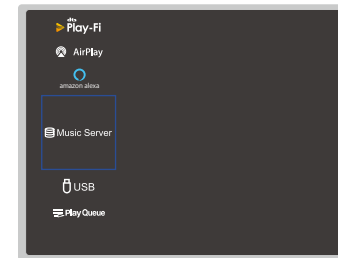 dts
Play-Fi
AirPlay
amazon alexa
Music Server
USB
Play Queue